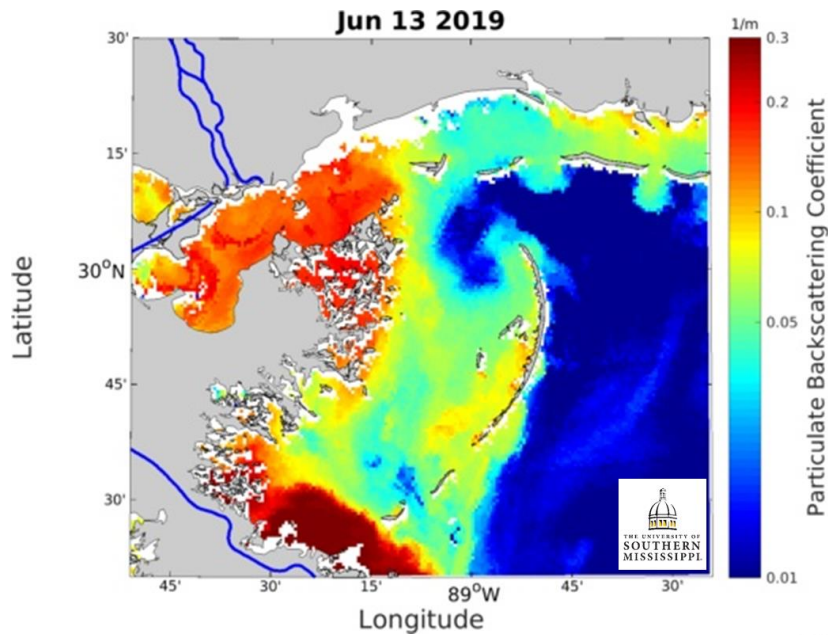 Jun 13 2019
1/m
30'
15'
30°N
45'
30'
45'
30'
15'
89°W
45'
30'
Latitude
Longitude
0.3
0.2
0.1
0.05
0.01
Particulate Backscattering Coefficient
THE UNIVERSITY OF
SOUTHERN
MISSISSIPPI